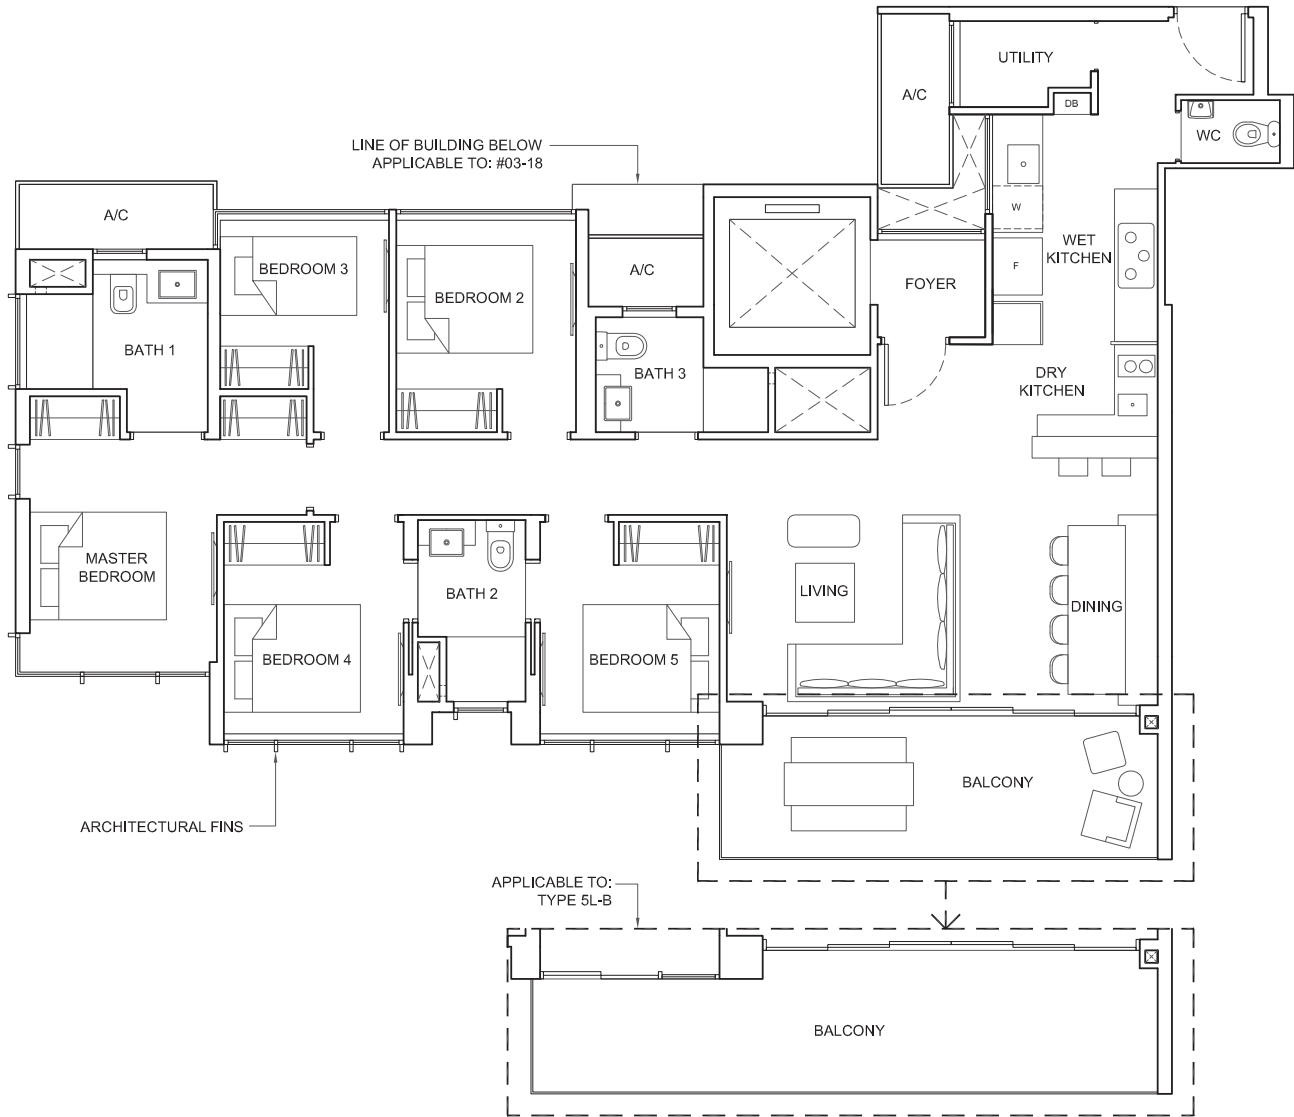 UTILITY
A/C
DB
WC
LINE OF BUILDING BELOW
APPLICABLE TO: #03-18
A/C
W
WET
KITCHEN
BEDROOM 3
A/C
F
BEDROOM 2
FOYER
BATH 1
BATH 3
DRY
KITCHEN
MASTER
BEDROOM
BATH 2
LIVING
DINING
BEDROOM 4
BEDROOM 5
BALCONY
ARCHITECTURAL FINS
APPLICABLE TO:
TYPE 5L-B
BALCONY